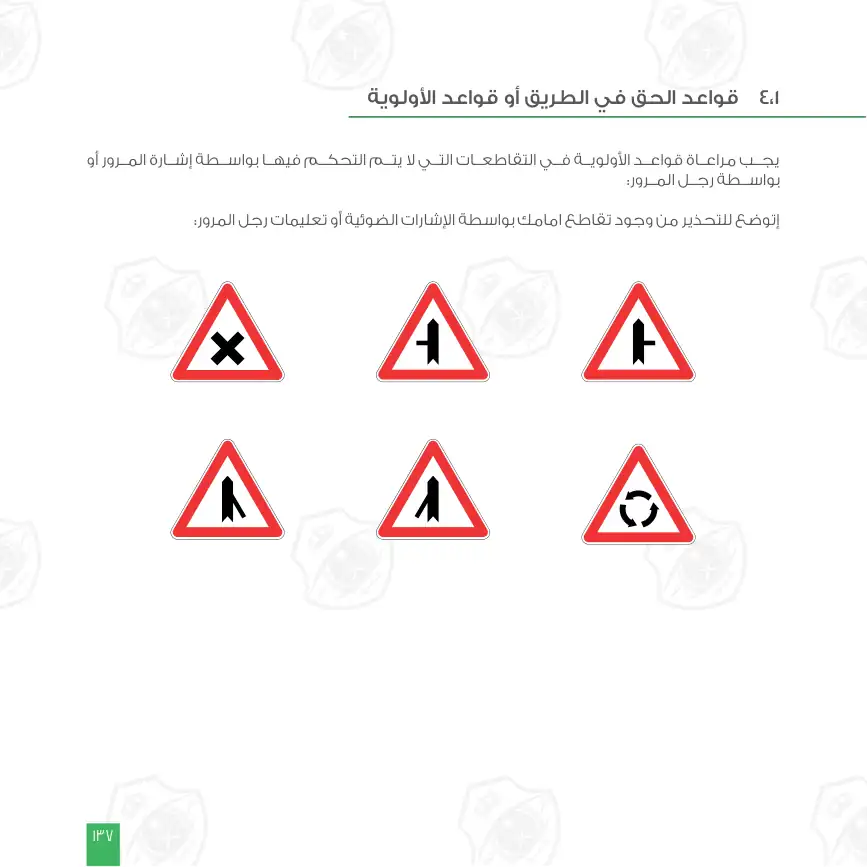 ٤،١ قواعد الحق في الطريق أو قواعد الأولوية
يجب مراعاة قواعد الأولوية في التقاطعات التي لا يتم التحكم فيها بواسطة إشارة المرور أو
بواسطة رجل المرور:
إتوضع للتحذير من وجود تقاطع امامك بواسطة الإشارات الضوئية أو تعليمات رجل المرور:
١٣٧